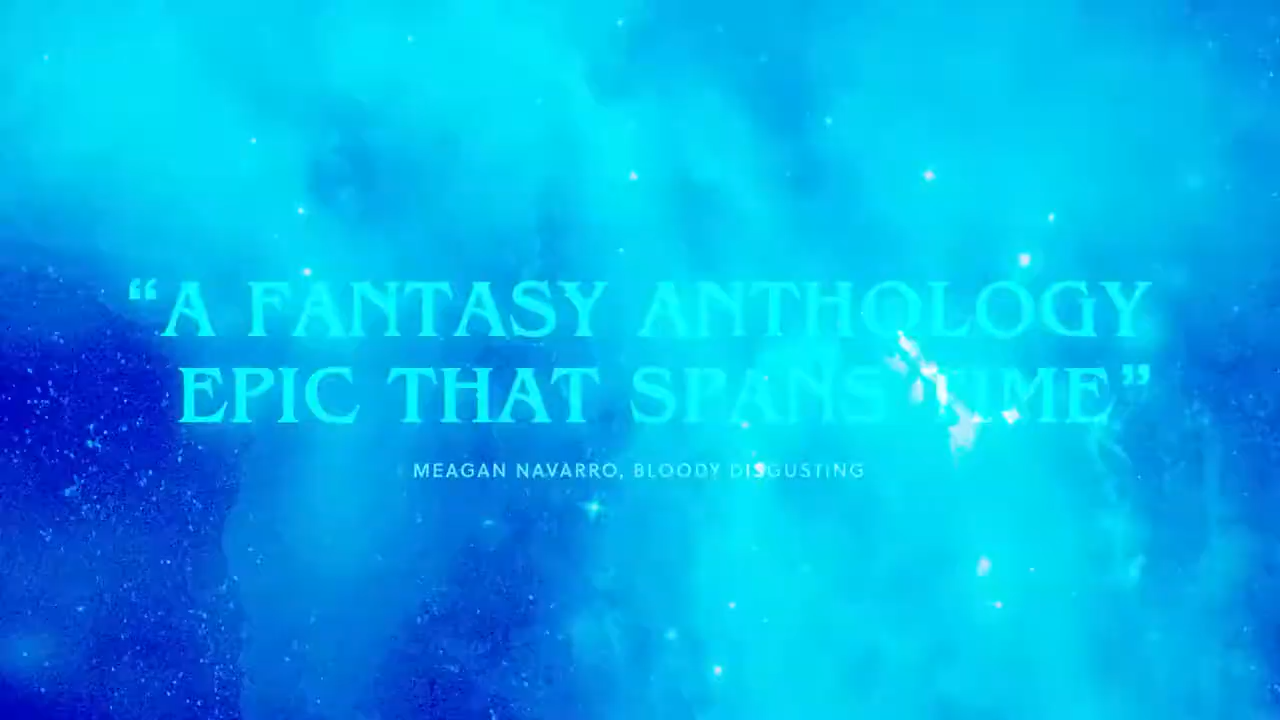 “A FANTASY ANTHOLOGY
EPIC THAT SPANS TIME”
MEAGAN NAVARRO, BLOODY DISGUSTING